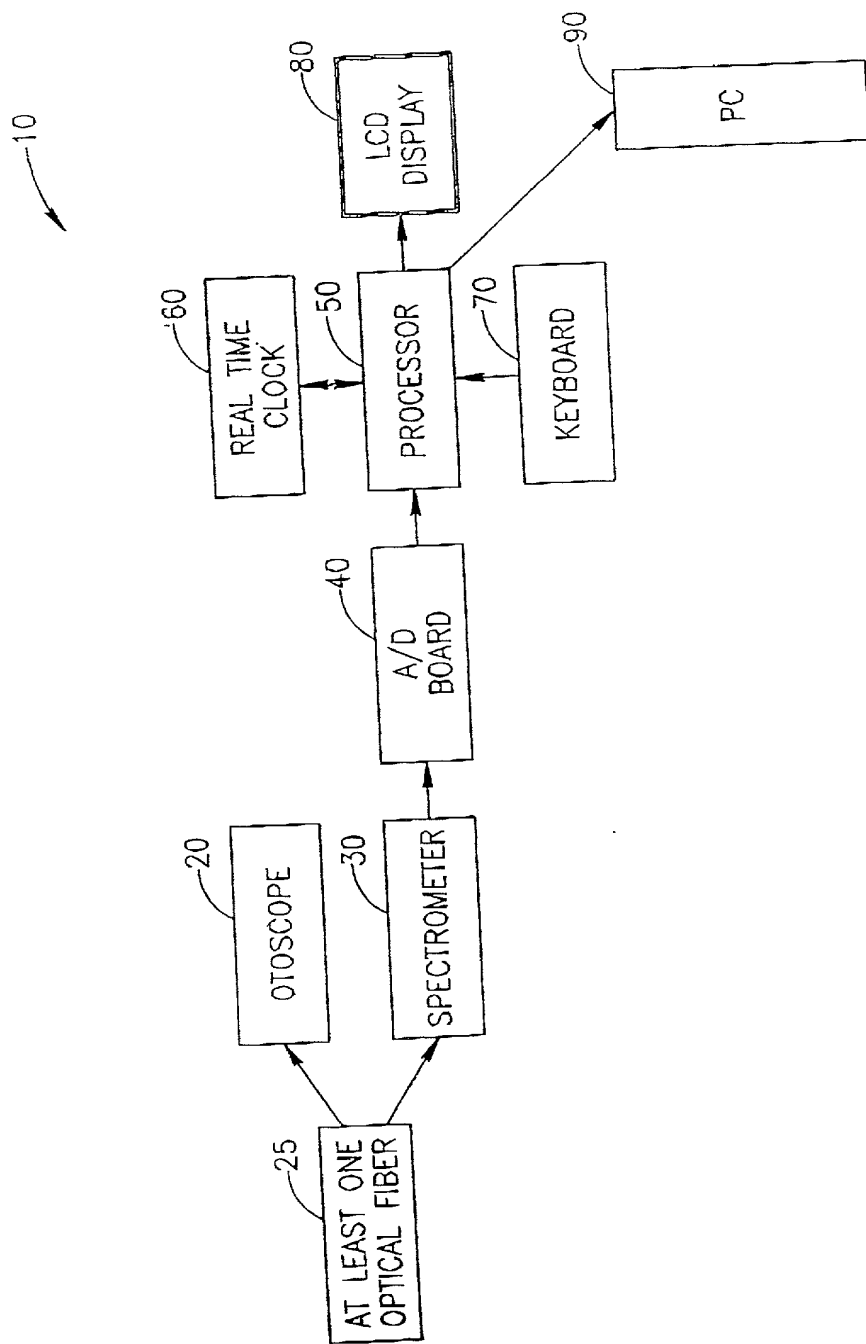 10
AT LEAST ONE
OPTICAL FIBER
25
OTOSCOPE
20
SPECTROMETER
30
A/D
BOARD
40
REAL TIME
CLOCK
60
PROCESSOR
50
KEYBOARD
70
LCD
DISPLAY
80
PC
90